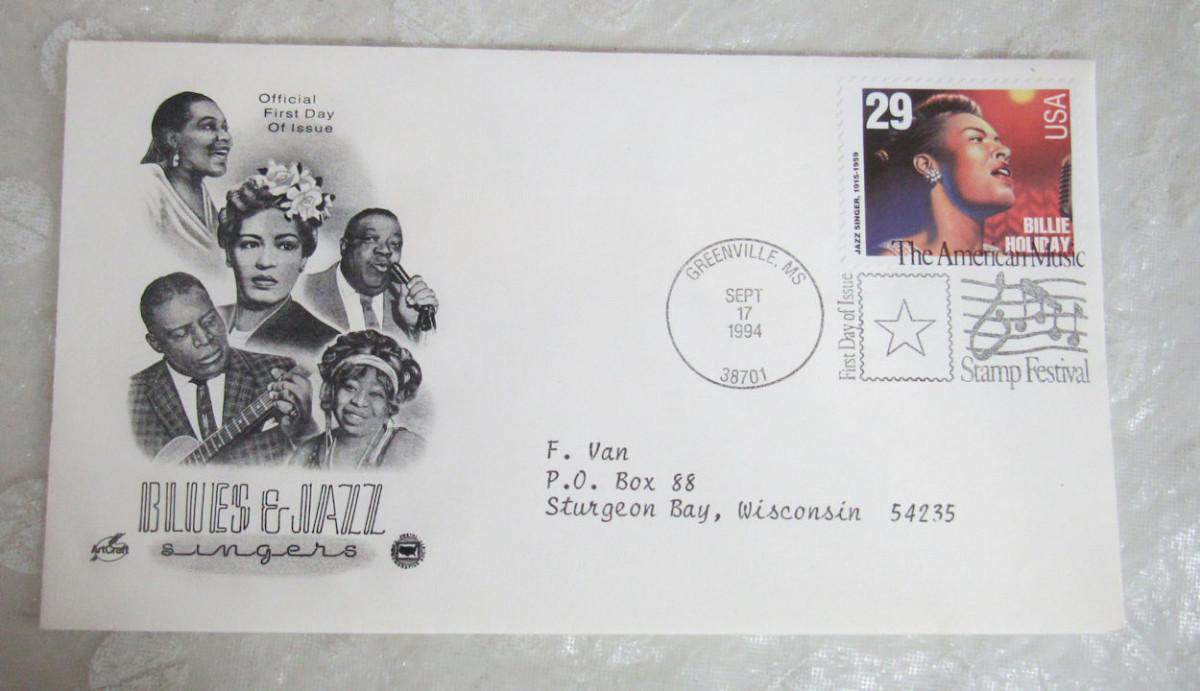 Official
First Day
Of Issue
29
USA
JAZZ SINGER, 1915-1959
BILLIE
HOLIDAY
GREENVILLE, MS
SEPT
17
1994
38701
The American Music
First Day of Issue
Stamp Festival
F. Van
P.O. Box 88
Sturgeon Bay, Wisconsin 54235
BLUES & JAZZ
singers
ArtCraft